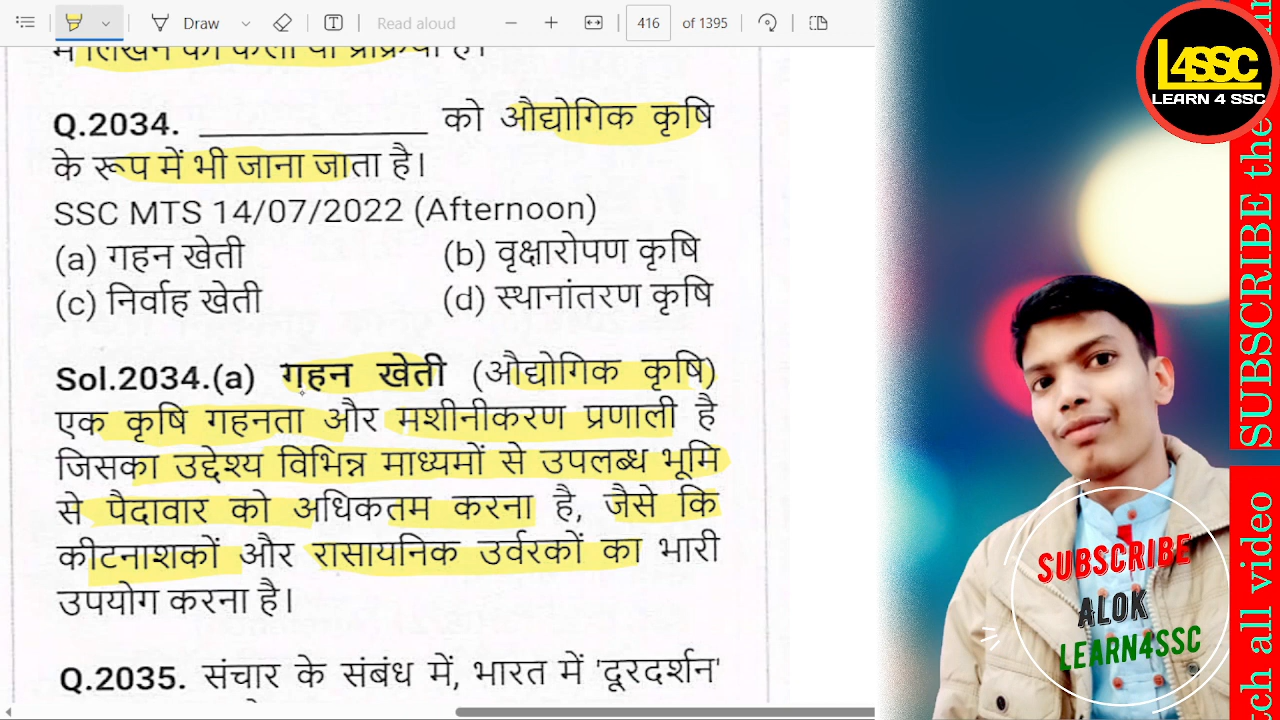 Draw
Read aloud
416 of 1395
में लिखने की कला या प्रक्रिया है।
Q.2034. ____________ को औद्योगिक कृषि
के रूप में भी जाना जाता है।
SSC MTS 14/07/2022 (Afternoon)
(a) गहन खेती (b) वृक्षारोपण कृषि
(c) निर्वाह खेती (d) स्थानांतरण कृषि
Sol.2034.(a) गहन खेती (औद्योगिक कृषि)
एक कृषि गहनता और मशीनीकरण प्रणाली है
जिसका उद्देश्य विभिन्न माध्यमों से उपलब्ध भूमि
से पैदावार को अधिकतम करना है, जैसे कि
कीटनाशकों और रासायनिक उर्वरकों का भारी
उपयोग करना है।
Q.2035. संचार के संबंध में, भारत में 'दूरदर्शन'
L4SSC
LEARN 4 SSC
SUBSCRIBE the
tch all video
SUBSCRIBE
ALOK
LEARN4SSC